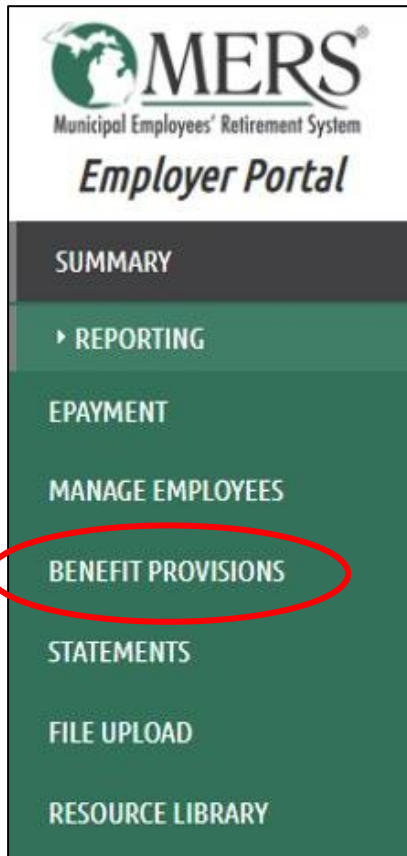 MERS®
Municipal Employees' Retirement System
Employer Portal
SUMMARY
REPORTING
EPAYMENT
MANAGE EMPLOYEES
BENEFIT PROVISIONS
STATEMENTS
FILE UPLOAD
RESOURCE LIBRARY